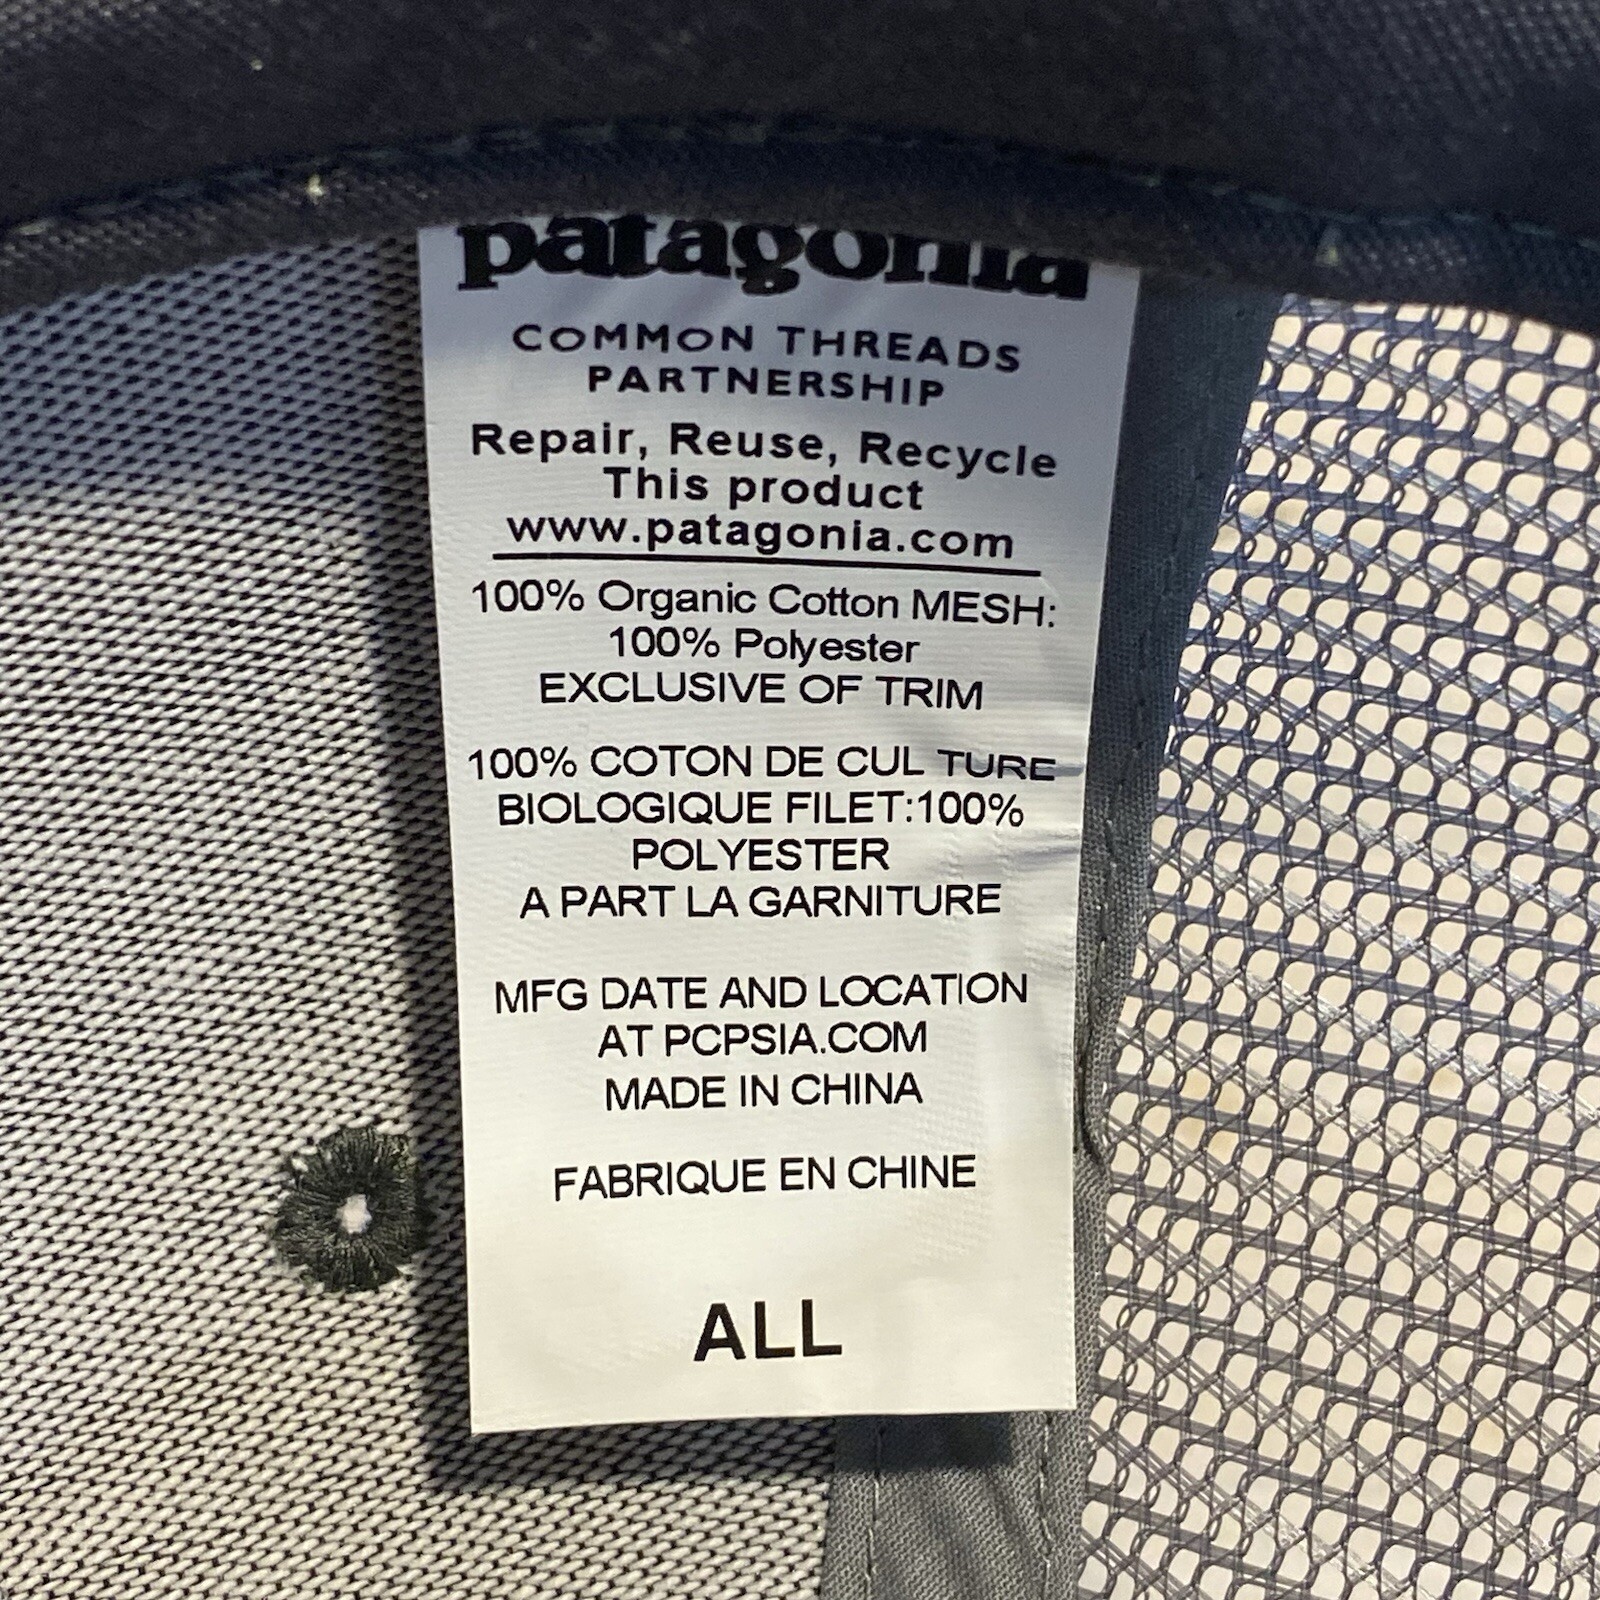 patagonia
COMMON THREADS
PARTNERSHIP
Repair, Reuse, Recycle
This product
www.patagonia.com
100% Organic Cotton MESH:
100% Polyester
EXCLUSIVE OF TRIM
100% COTON DE CUL TURE
BIOLOGIQUE FILET:100%
POLYESTER
A PART LA GARNITURE
MFG DATE AND LOCATION
AT PCPSIA.COM
MADE IN CHINA
FABRIQUE EN CHINE
ALL